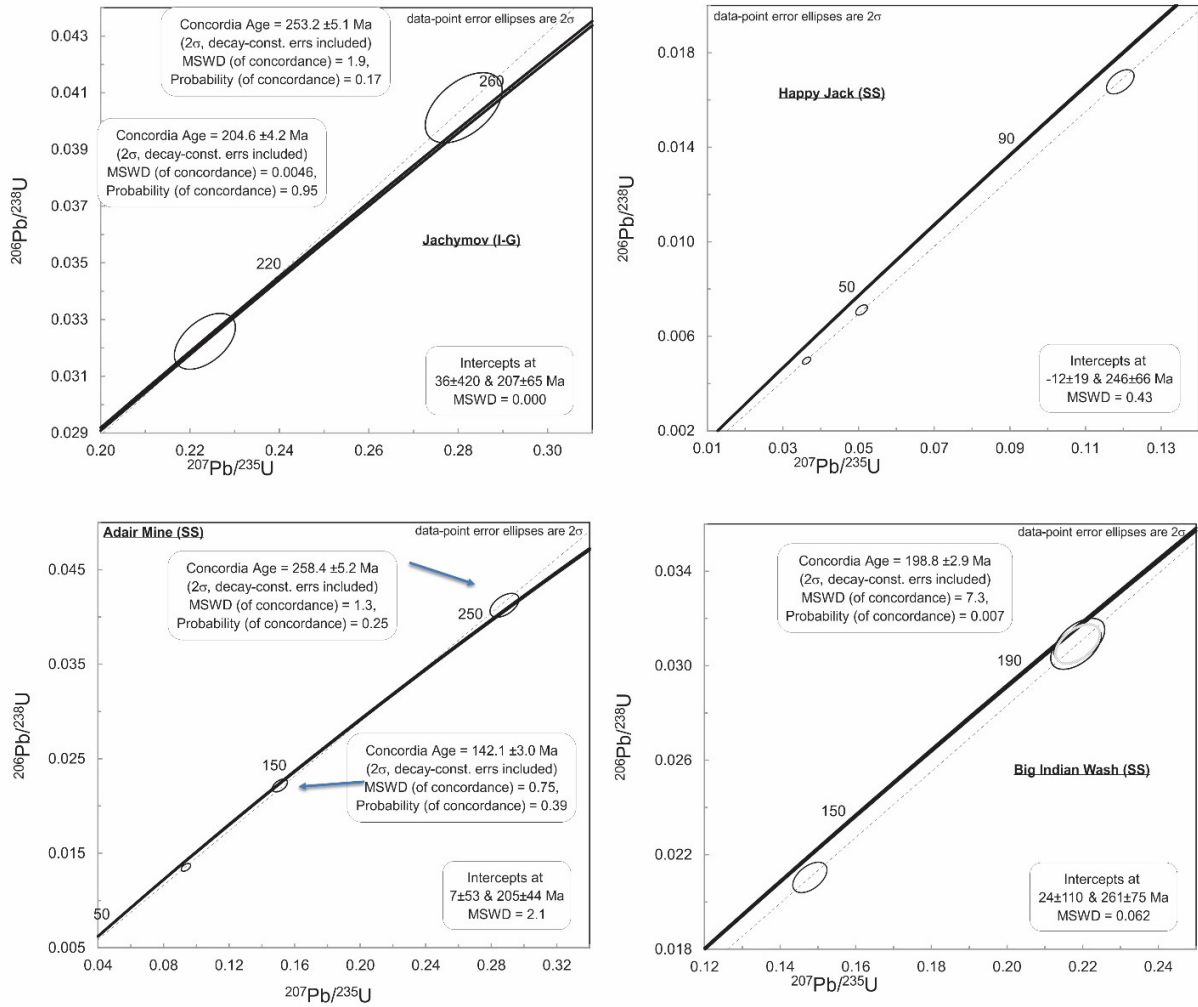 data-point error ellipses are 2σ
Concordia Age = 253.2 ±5.1 Ma
(2σ, decay-const. errs included)
MSWD (of concordance) = 1.9,
Probability (of concordance) = 0.17
Concordia Age = 204.6 ±4.2 Ma
(2σ, decay-const. errs included)
MSWD (of concordance) = 0.0046,
Probability (of concordance) = 0.95
260
220
Jachymov (I-G)
Intercepts at
36±420 & 207±65 Ma
MSWD = 0.000
0.043
0.041
0.039
0.037
0.035
0.033
0.031
0.029
206Pb/238U
0.20
0.22
0.24
0.26
0.28
0.30
207Pb/235U
data-point error ellipses are 2σ
Happy Jack (SS)
90
50
Intercepts at
-12±19 & 246±66 Ma
MSWD = 0.43
0.018
0.014
0.010
0.006
0.002
206Pb/238U
0.01
0.03
0.05
0.07
0.09
0.11
0.13
207Pb/235U
Adair Mine (SS)
data-point error ellipses are 2σ
Concordia Age = 258.4 ±5.2 Ma
(2σ, decay-const. errs included)
MSWD (of concordance) = 1.3,
Probability (of concordance) = 0.25
250
150
Concordia Age = 142.1 ±3.0 Ma
(2σ, decay-const. errs included)
MSWD (of concordance) = 0.75,
Probability (of concordance) = 0.39
50
Intercepts at
7±53 & 205±44 Ma
MSWD = 2.1
0.045
0.035
0.025
0.015
0.005
206Pb/238U
0.04
0.08
0.12
0.16
0.20
0.24
0.28
0.32
207Pb/235U
data-point error ellipses are 2σ
Concordia Age = 198.8 ±2.9 Ma
(2σ, decay-const. errs included)
MSWD (of concordance) = 7.3,
Probability (of concordance) = 0.007
190
150
Big Indian Wash (SS)
Intercepts at
24±110 & 261±75 Ma
MSWD = 0.062
0.034
0.030
0.026
0.022
0.018
206Pb/238U
0.12
0.14
0.16
0.18
0.20
0.22
0.24
207Pb/235U